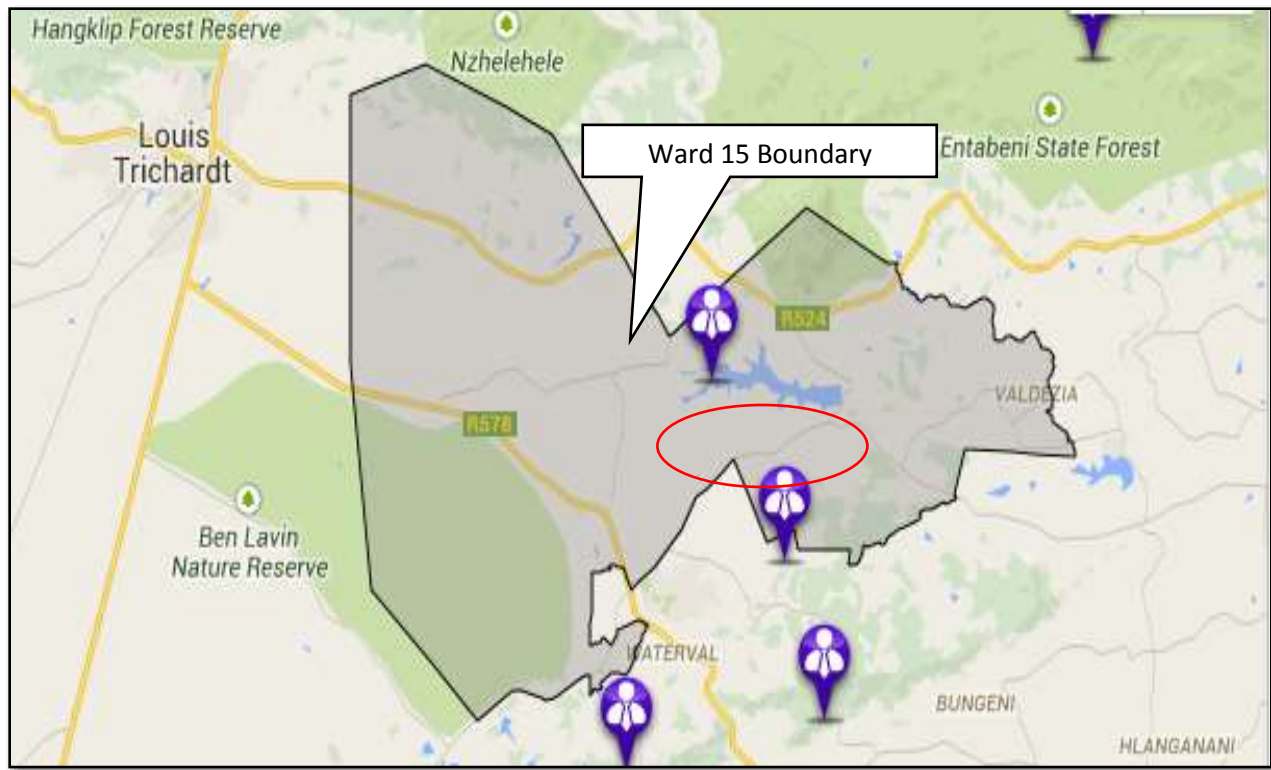 Hangklip Forest Reserve
Nzhelehele
Louis
Trichardt
Ward 15 Boundary
Entabeni State Forest
R524
VALDEZIA
R578
Ben Lavin
Nature Reserve
WATERVAL
BUNGENI
HLANGANANI